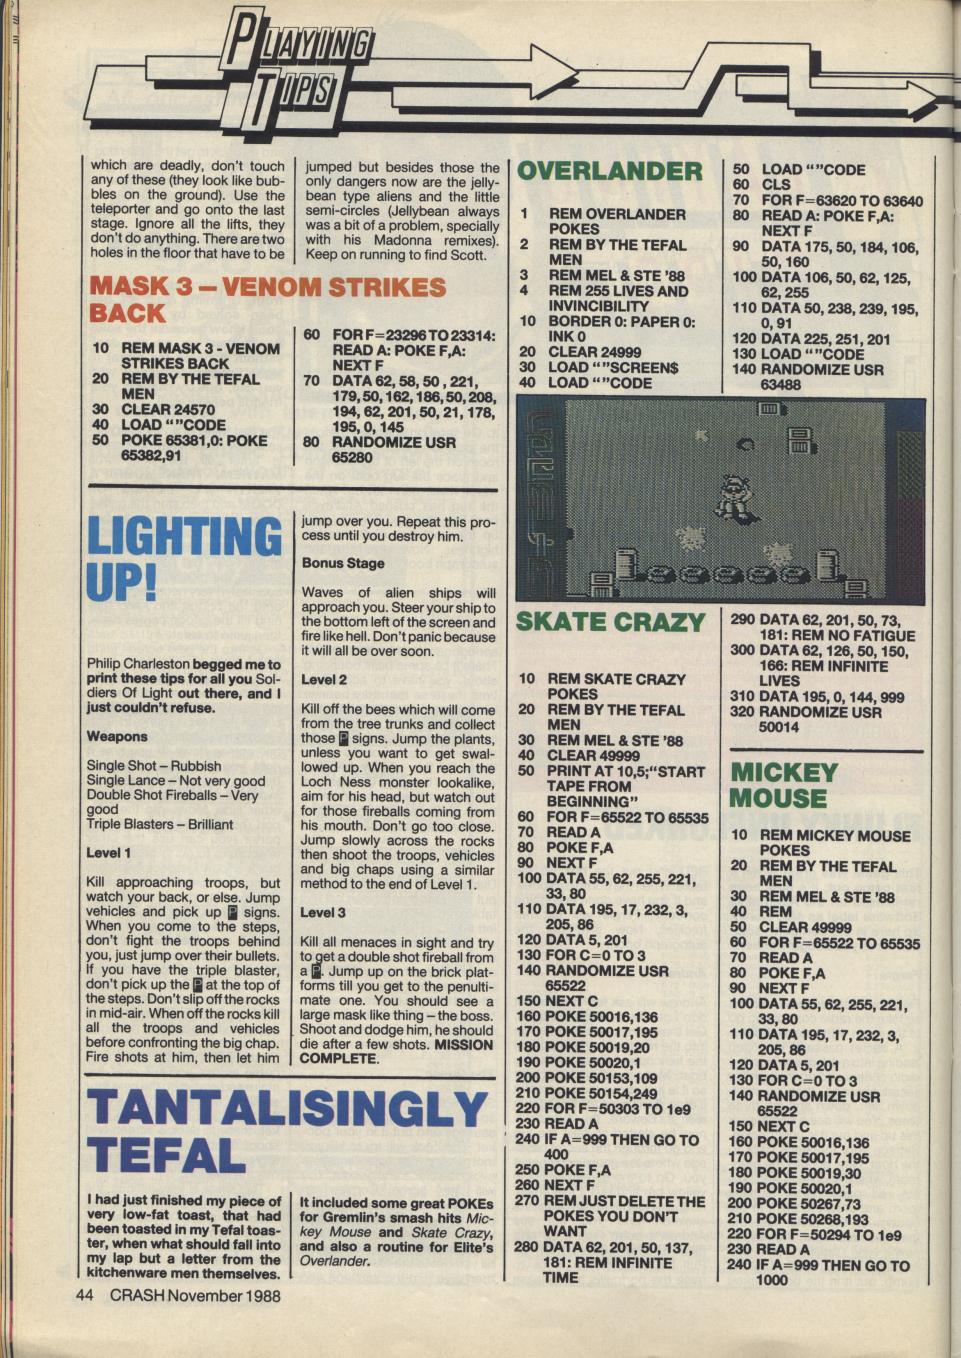 PLAYING
TIPS
which are deadly, don't touch
any of these (they look like bub-
bles on the ground). Use the
teleporter and go onto the last
stage. Ignore all the lifts, they
don't do anything. There are two
holes in the floor that have to be
jumped but besides those the
only dangers now are the jelly-
bean type aliens and the little
semi-circles (Jellybean always
was a bit of a problem, specially
with his Madonna remixes).
Keep on running to find Scott.
MASK 3 – VENOM STRIKES
BACK
10 REM MASK 3 - VENOM
STRIKES BACK
20 REM BY THE TEFAL
MEN
30 CLEAR 24570
40 LOAD “ ”CODE
50 POKE 65381,0: POKE
65382,91
60 FOR F=23296 TO 23314:
READ A: POKE F,A:
NEXT F
70 DATA 62, 58, 50 , 221,
179, 50, 162, 186, 50, 208,
194, 62, 201, 50, 21, 178,
195, 0, 145
80 RANDOMIZE USR
65280
LIGHTING
UP!
Philip Charleston begged me to
print these tips for all you Sol-
diers Of Light out there, and I
just couldn't refuse.
Weapons
Single Shot – Rubbish
Single Lance – Not very good
Double Shot Fireballs – Very
good
Triple Blasters – Brilliant
Level 1
Kill approaching troops, but
watch your back, or else. Jump
vehicles and pick up P signs.
When you come to the steps,
don't fight the troops behind
you, just jump over their bullets.
If you have the triple blaster,
don't pick up the P at the top of
the steps. Don't slip off the rocks
in mid-air. When off the rocks kill
all the troops and vehicles
before confronting the big chap.
Fire shots at him, then let him
jump over you. Repeat this pro-
cess until you destroy him.
Bonus Stage
Waves of alien ships will
approach you. Steer your ship to
the bottom left of the screen and
fire like hell. Don't panic because
it will all be over soon.
Level 2
Kill off the bees which will come
from the tree trunks and collect
those P signs. Jump the plants,
unless you want to get swal-
lowed up. When you reach the
Loch Ness monster lookalike,
aim for his head, but watch out
for those fireballs coming from
his mouth. Don't go too close.
Jump slowly across the rocks
then shoot the troops, vehicles
and big chaps using a similar
method to the end of Level 1.
Level 3
Kill all menaces in sight and try
to get a double shot fireball from
a P. Jump up on the brick plat-
forms till you get to the penulti-
mate one. You should see a
large mask like thing – the boss.
Shoot and dodge him, he should
die after a few shots. MISSION
COMPLETE.
TANTALISINGLY
TEFAL
I had just finished my piece of
very low-fat toast, that had
been toasted in my Tefal toas-
ter, when what should fall into
my lap but a letter from the
kitchenware men themselves.
It included some great POKEs
for Gremlin's smash hits Mic-
key Mouse and Skate Crazy,
and also a routine for Elite's
Overlander.
OVERLANDER
1 REM OVERLANDER
POKES
2 REM BY THE TEFAL
MEN
3 REM MEL & STE '88
4 REM 255 LIVES AND
INVINCIBILITY
10 BORDER 0: PAPER 0:
INK 0
20 CLEAR 24999
30 LOAD “ ”SCREEN$
40 LOAD “ ”CODE
50 LOAD “ ”CODE
60 CLS
70 FOR F=63620 TO 63640
80 READ A: POKE F,A:
NEXT F
90 DATA 175, 50, 184, 106,
50, 160
100 DATA 106, 50, 62, 125,
62, 255
110 DATA 50, 238, 239, 195,
0, 91
120 DATA 225, 251, 201
130 LOAD “ ”CODE
140 RANDOMIZE USR
63488
SKATE CRAZY
10 REM SKATE CRAZY
POKES
20 REM BY THE TEFAL
MEN
30 REM MEL & STE '88
40 CLEAR 49999
50 PRINT AT 10,5;“START
TAPE FROM
BEGINNING”
60 FOR F=65522 TO 65535
70 READ A
80 POKE F,A
90 NEXT F
100 DATA 55, 62, 255, 221,
33, 80
110 DATA 195, 17, 232, 3,
205, 86
120 DATA 5, 201
130 FOR C=0 TO 3
140 RANDOMIZE USR
65522
150 NEXT C
160 POKE 50016,136
170 POKE 50017,195
180 POKE 50019,20
190 POKE 50020,1
200 POKE 50153,109
210 POKE 50154,249
220 FOR F=50303 TO 1e9
230 READ A
240 IF A=999 THEN GO TO
400
250 POKE F,A
260 NEXT F
270 REM JUST DELETE THE
POKES YOU DON'T
WANT
280 DATA 62, 201, 50, 137,
181: REM INFINITE
TIME
290 DATA 62, 201, 50, 73,
181: REM NO FATIGUE
300 DATA 62, 126, 50, 150,
166: REM INFINITE
LIVES
310 DATA 195, 0, 144, 999
320 RANDOMIZE USR
50014
MICKEY
MOUSE
10 REM MICKEY MOUSE
POKES
20 REM BY THE TEFAL
MEN
30 REM MEL & STE '88
40 REM
50 CLEAR 49999
60 FOR F=65522 TO 65535
70 READ A
80 POKE F,A
90 NEXT F
100 DATA 55, 62, 255, 221,
33, 80
110 DATA 195, 17, 232, 3,
205, 86
120 DATA 5, 201
130 FOR C=0 TO 3
140 RANDOMIZE USR
65522
150 NEXT C
160 POKE 50016,136
170 POKE 50017,195
180 POKE 50019,30
190 POKE 50020,1
200 POKE 50267,73
210 POKE 50268,193
220 FOR F=50294 TO 1e9
230 READ A
240 IF A=999 THEN GO TO
1000
44 CRASH November 1988